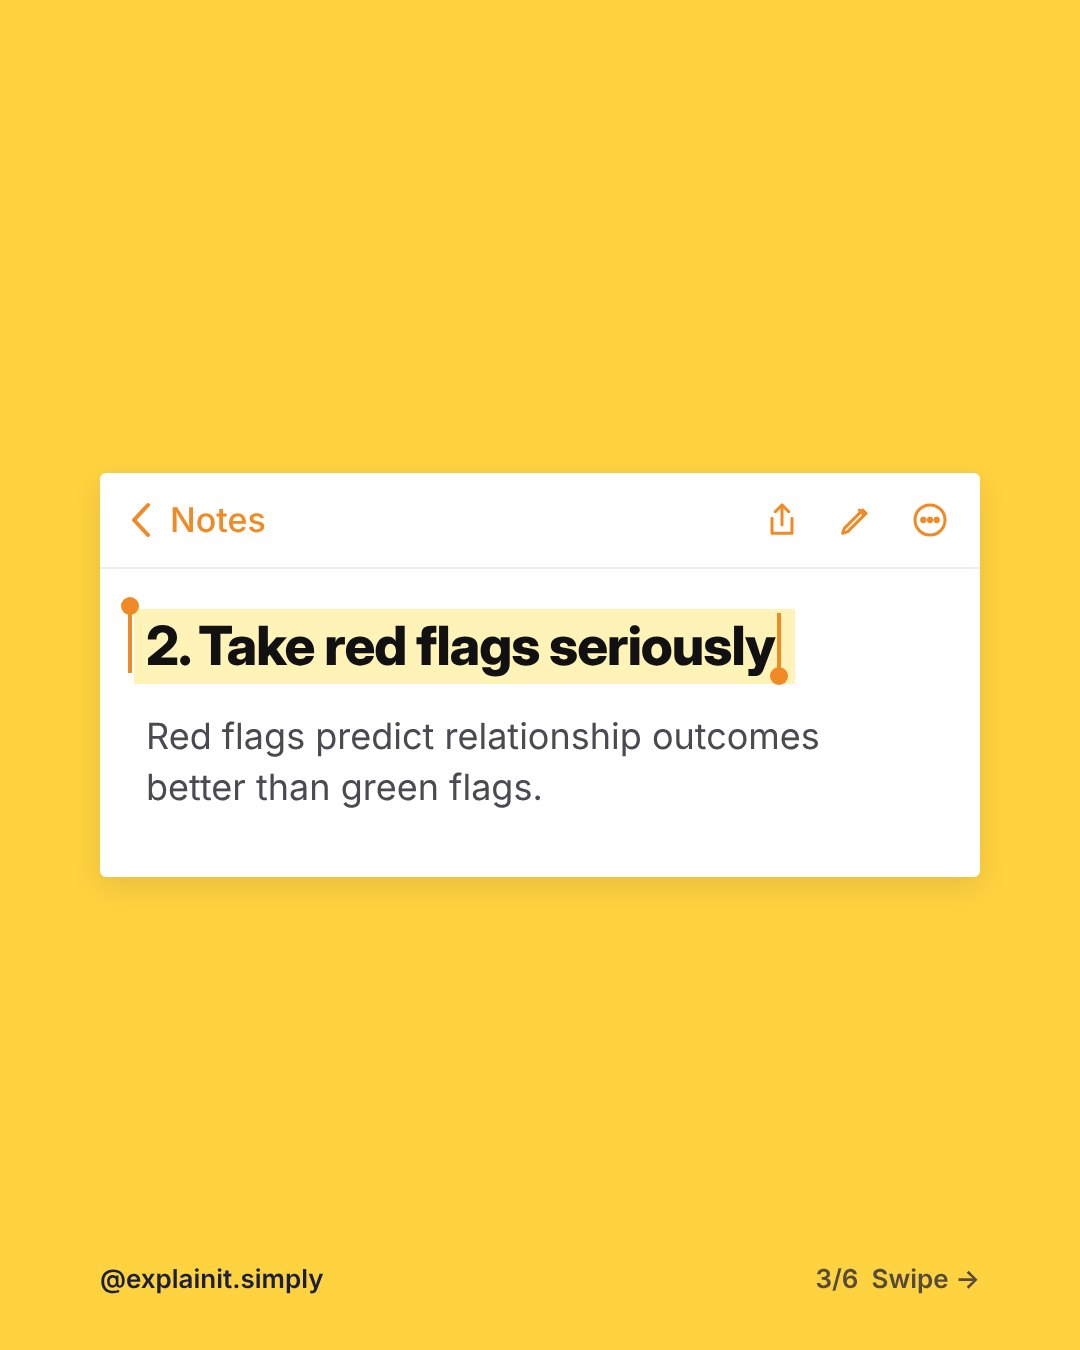 Notes
2. Take red flags seriously
Red flags predict relationship outcomes
better than green flags.
@explainit.simply
3/6 Swipe →